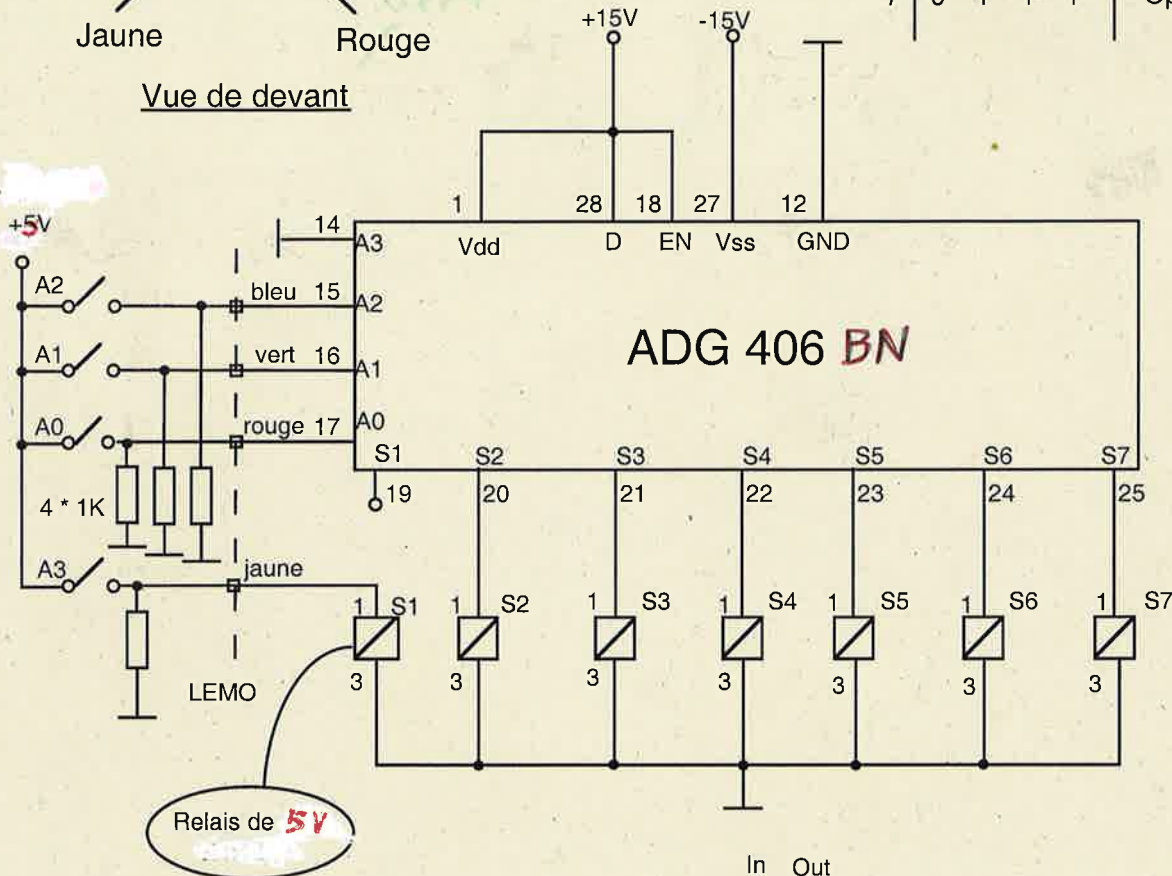 Jaune
Rouge
Vue de devant
+15V
-15V
+5V
1
28
18
27
12
14
A3
Vdd
D
EN
Vss
GND
A2
bleu
15
A2
A1
vert
16
A1
ADG 406 BN
A0
rouge
17
A0
S1
S2
S3
S4
S5
S6
S7
19
20
21
22
23
24
25
4 * 1K
A3
jaune
1
S1
1
S2
1
S3
1
S4
1
S5
1
S6
1
S7
3
3
3
3
3
3
3
LEMO
Relais de 5V
In
Out